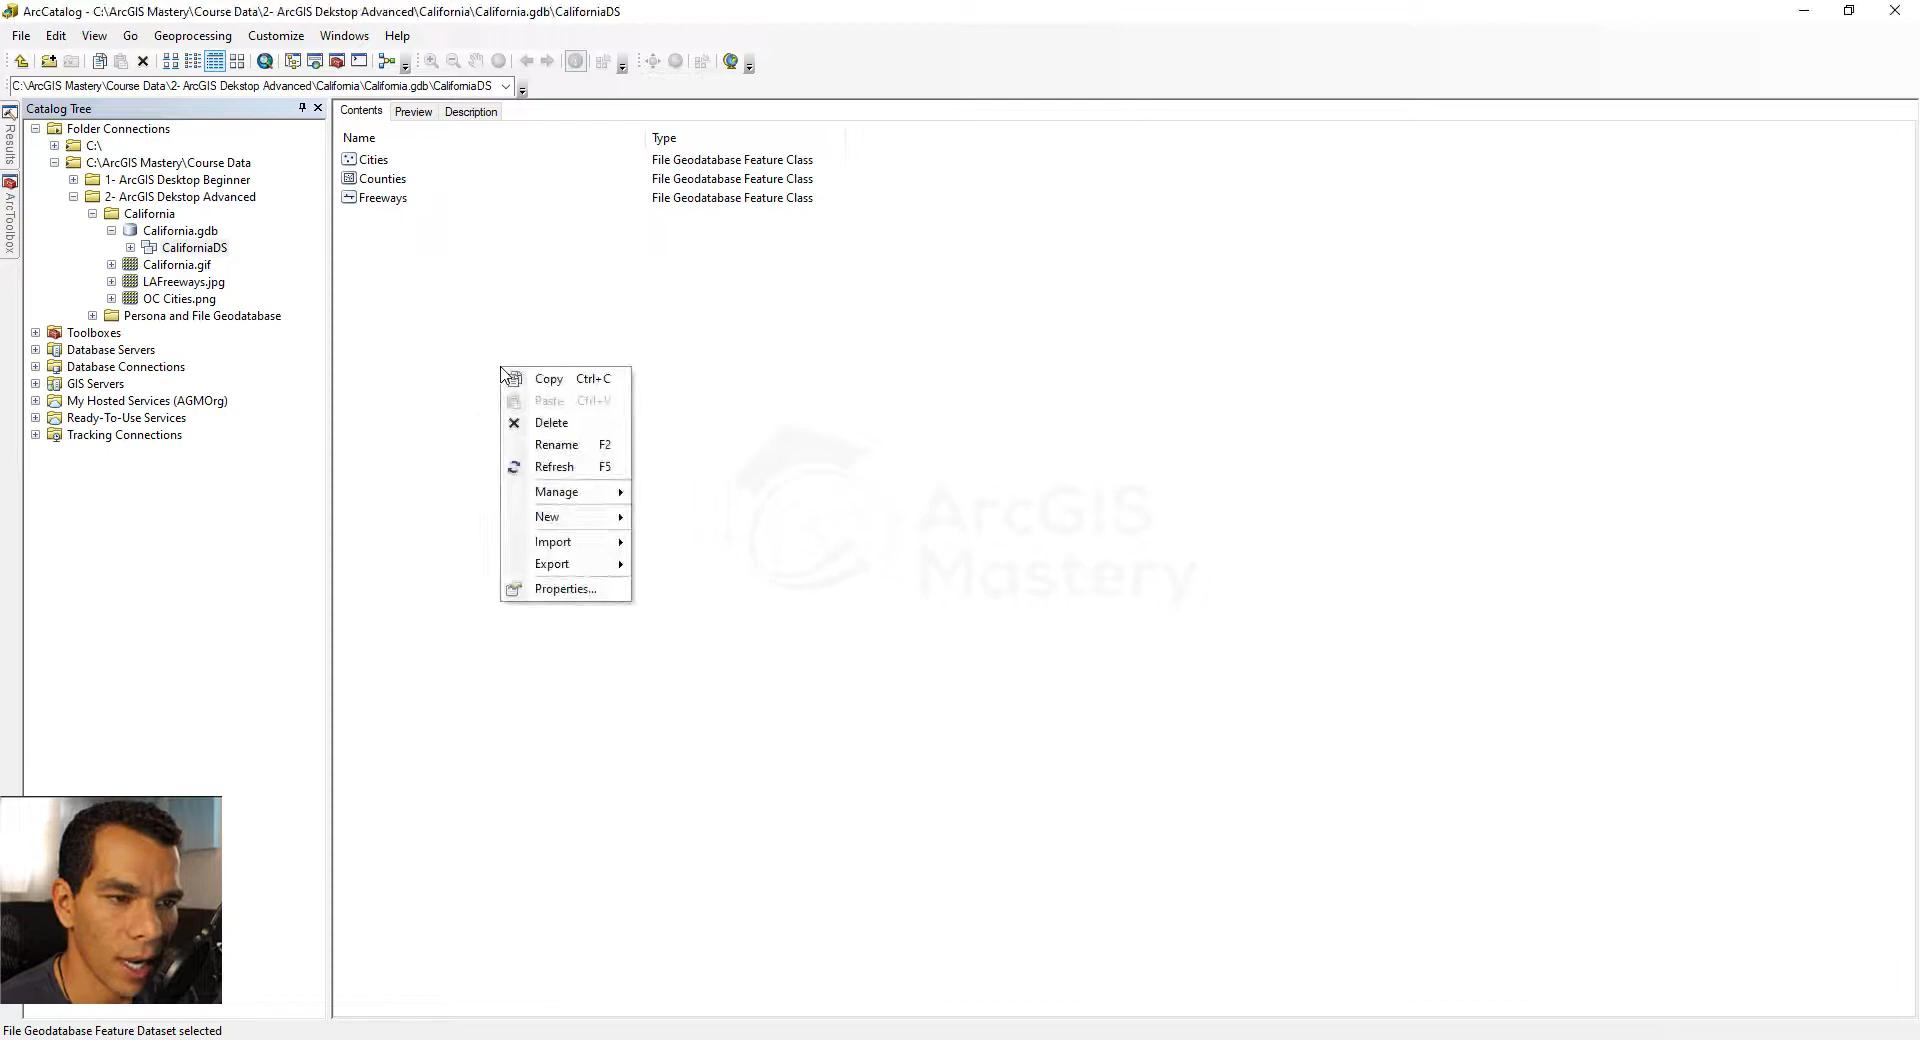 ArcCatalog - C:\ArcGIS Mastery\Course Data\2- ArcGIS Dekstop Advanced\California\California.gdb\CaliforniaDS
File Edit View Go Geoprocessing Customize Windows Help
C:\ArcGIS Mastery\Course Data\2- ArcGIS Dekstop Advanced\California\California.gdb\CaliforniaDS
Results
ArcToolbox
Catalog Tree
Folder Connections
C:\
C:\ArcGIS Mastery\Course Data
1- ArcGIS Desktop Beginner
2- ArcGIS Dekstop Advanced
California
California.gdb
CaliforniaDS
California.gif
LAFreeways.jpg
OC Cities.png
Persona and File Geodatabase
Toolboxes
Database Servers
Database Connections
GIS Servers
My Hosted Services (AGMOrg)
Ready-To-Use Services
Tracking Connections
Contents Preview Description
Name Type
Cities File Geodatabase Feature Class
Counties File Geodatabase Feature Class
Freeways File Geodatabase Feature Class
Copy Ctrl+C
Paste Ctrl+V
Delete
Rename F2
Refresh F5
Manage
New
Import
Export
Properties...
ArcGIS
Mastery
File Geodatabase Feature Dataset selected